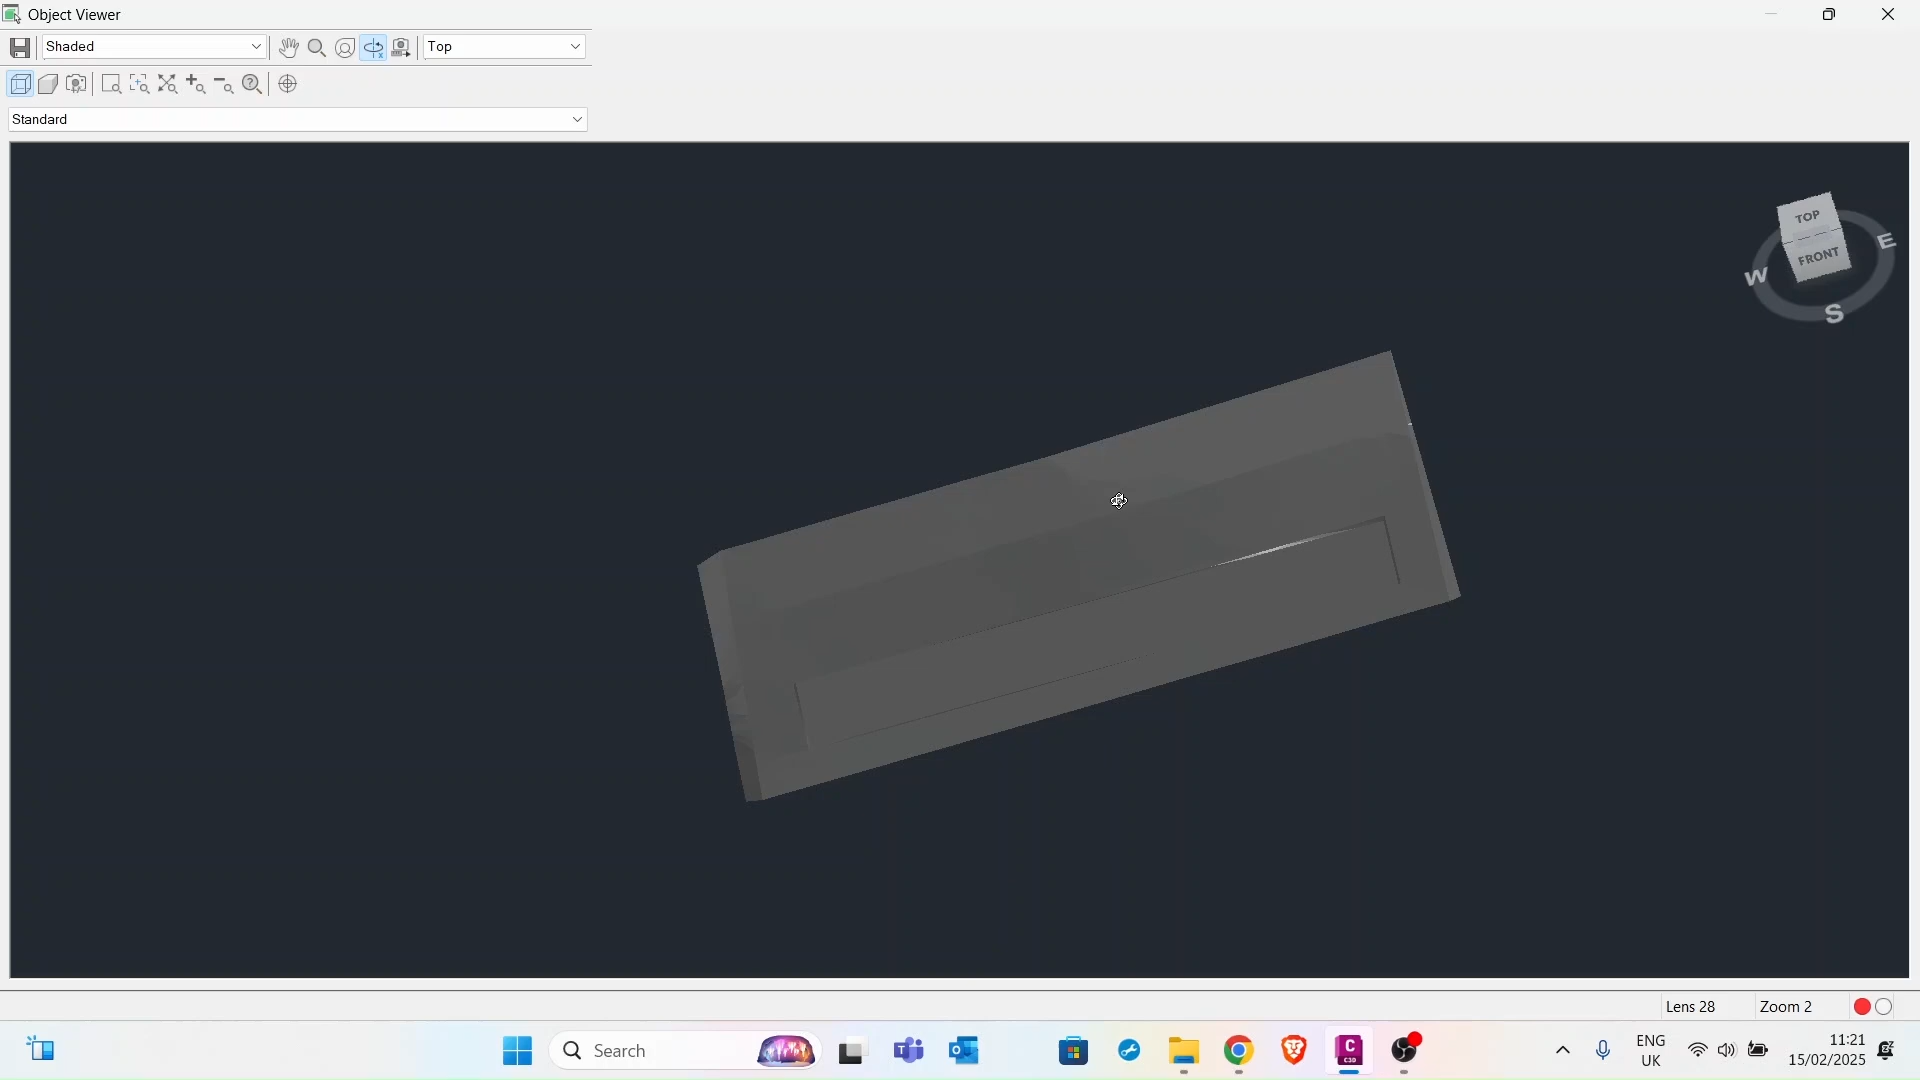 Object Viewer
Shaded
Top
Standard
TOP
FRONT
W
E
S
Lens 28
Zoom 2
Search
C
C3D
ENG
UK
11:21
15/02/2025